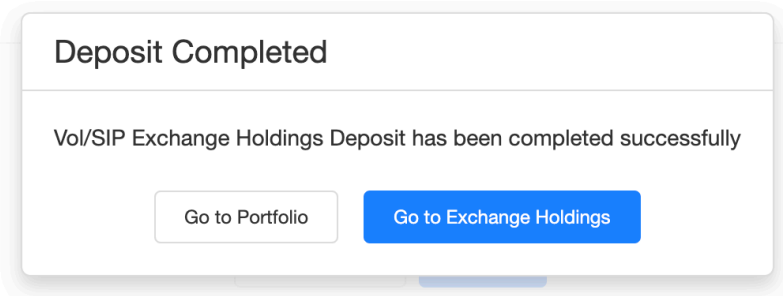 Deposit Completed
Vol/SIP Exchange Holdings Deposit has been completed successfully
Go to Portfolio
Go to Exchange Holdings